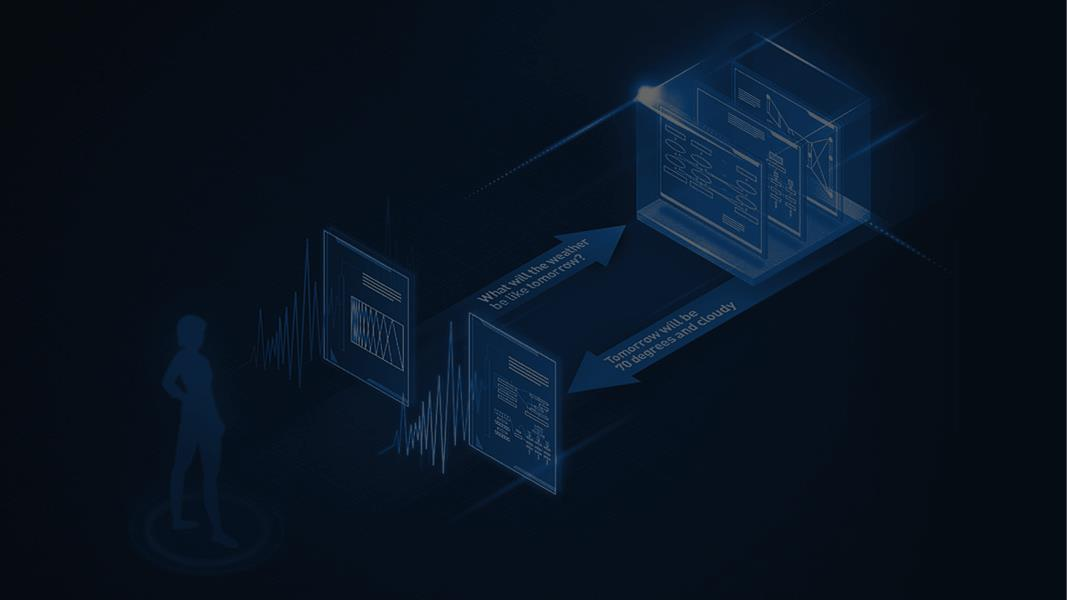 What will the weather
be like tomorrow?
Tomorrow will be
70 degrees and cloudy